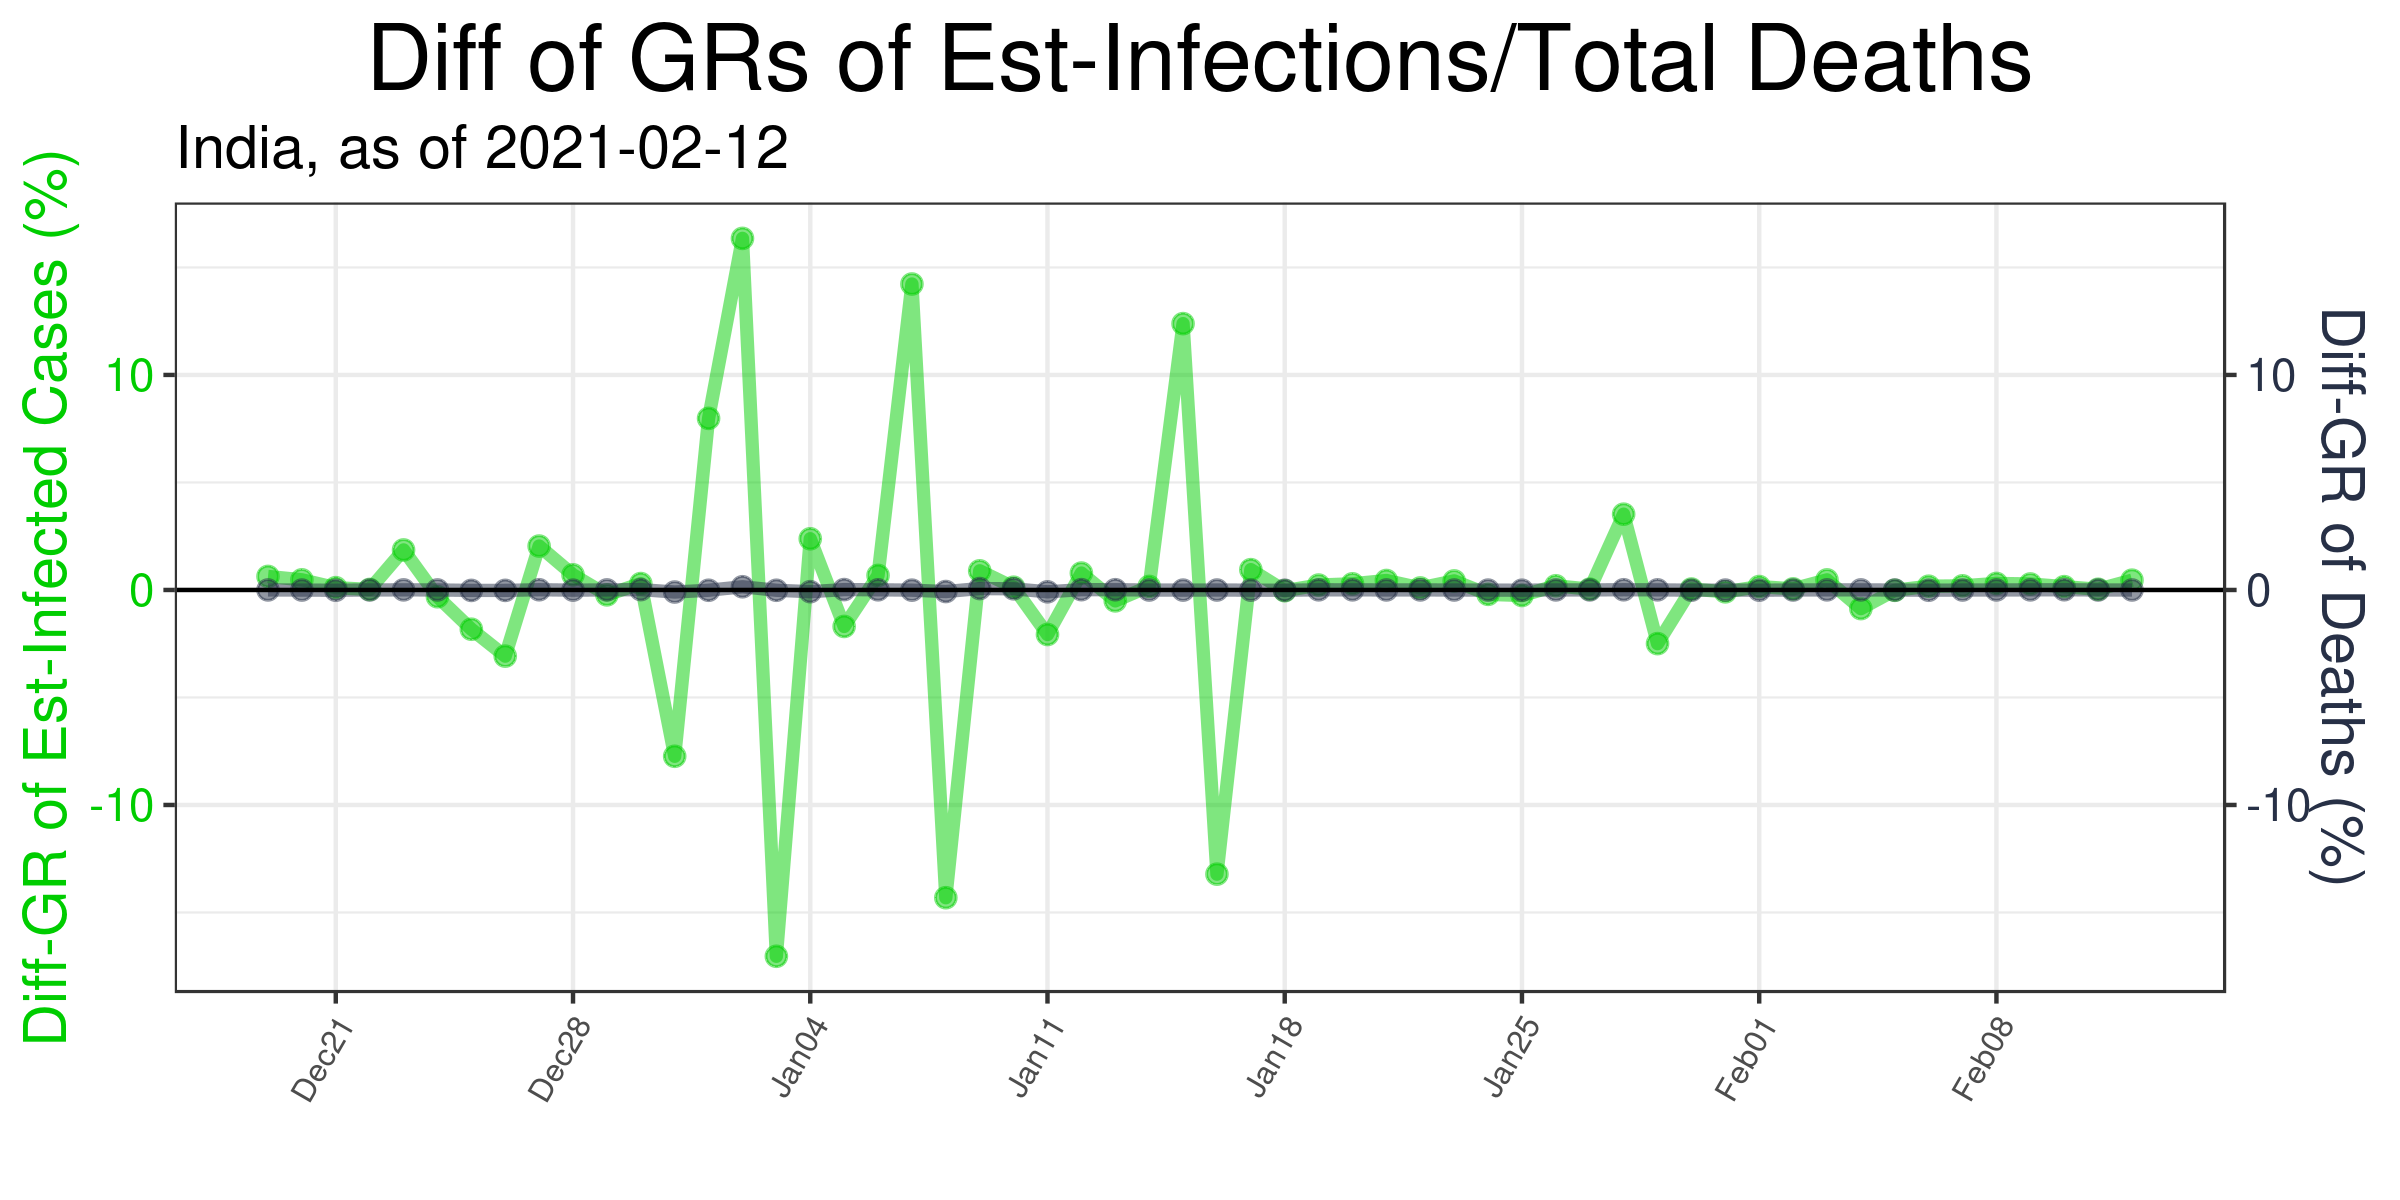 Diff of GRs of Est-Infections/Total Deaths
India, as of 2021-02-12
Diff-GR of Est-Infected Cases (%)
10
0
-10
10
0
-10
Diff-GR of Deaths (%)
Dec21
Dec28
Jan04
Jan11
Jan18
Jan25
Feb01
Feb08